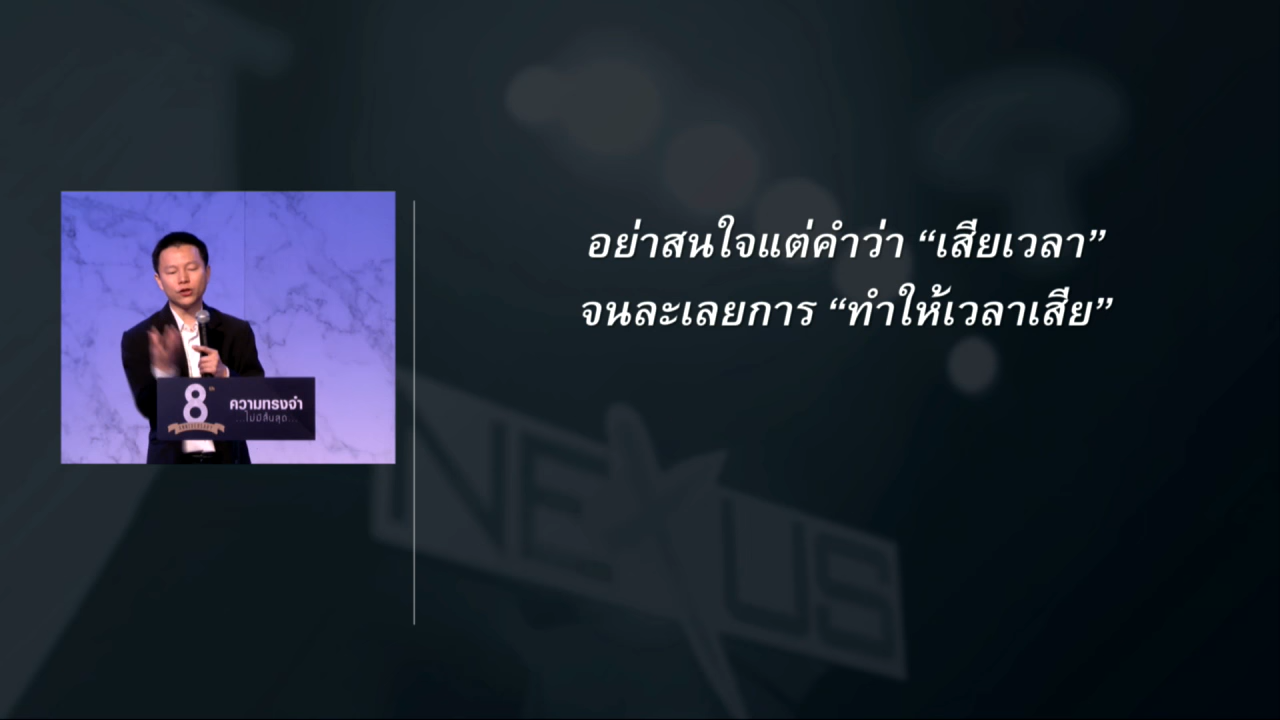 อย่าสนใจแต่คำว่า “เสียเวลา”
จนละเลยการ “ทำให้เวลาเสีย”
8th
ความทรงจำ
...ไม่มีสิ้นสุด...
NEXUS